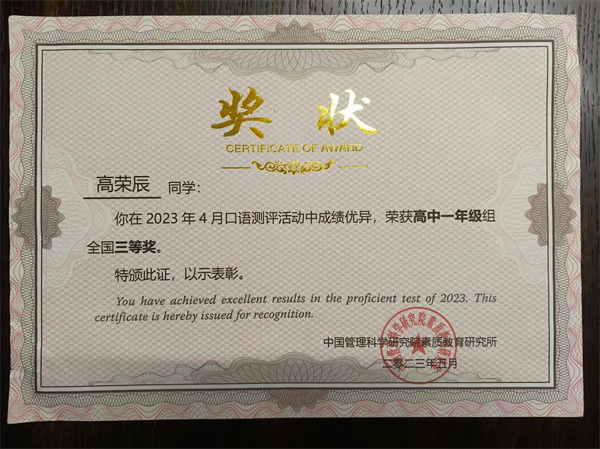 奖 状
CERTIFICATE OF AWARD
高荣辰 同学:
你在 2023 年 4 月口语测评活动中成绩优异，荣获高中一年级组
全国三等奖。
特颁此证，以示表彰。
You have achieved excellent results in the proficient test of 2023. This
certificate is hereby issued for recognition.
中国管理科学研究院素质教育研究所
二〇二三年五月